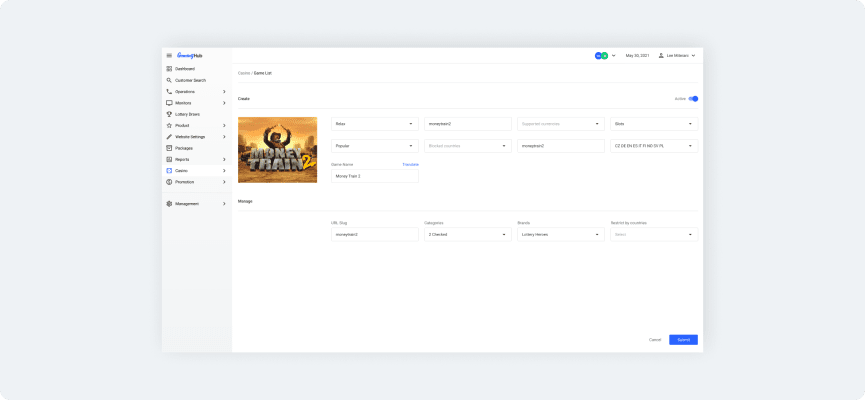 GamingHub
May 30, 2021
Lee Milanaro
Dashboard
Customer Search
Operations
Monitors
Lottery Draws
Product
Website Settings
Packages
Reports
Casino
Promotion
Management
Casino / Game List
Create
Active
MONEY
TRAIN 2
Relax
moneytrain2
Supported currencies
Slots
Popular
Blocked countries
moneytrain2
CZ DE EN ES IT FI NO SV PL
Game Name
Translate
Money Train 2
Manage
URL Slug
Categories
Brands
Restrict by countries
moneytrain2
2 Checked
Lottery Heroes
Select
Cancel
Submit